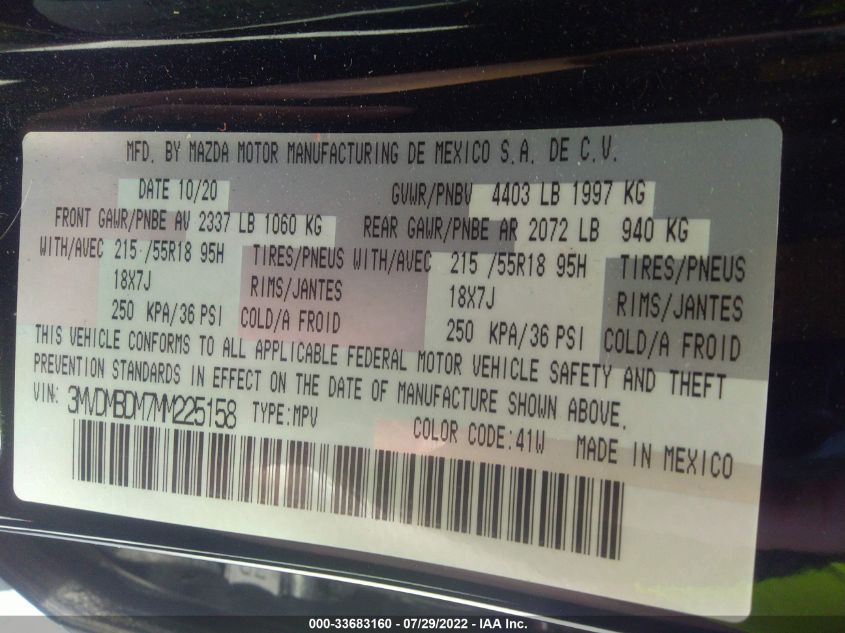 MFD. BY MAZDA MOTOR MANUFACTURING DE MEXICO S.A. DE C.V.
DATE 10/20 GVWR/PNBV 4403 LB 1997 KG
FRONT GAWR/PNBE AV 2337 LB 1060 KG REAR GAWR/PNBE AR 2072 LB 940 KG
WITH/AVEC 215 /55R18 95H TIRES/PNEUS WITH/AVEC 215 /55R18 95H TIRES/PNEUS
18X7J RIMS/JANTES 18X7J RIMS/JANTES
250 KPA/36 PSI COLD/A FROID 250 KPA/36 PSI COLD/A FROID
THIS VEHICLE CONFORMS TO ALL APPLICABLE FEDERAL MOTOR VEHICLE SAFETY AND THEFT
PREVENTION STANDARDS IN EFFECT ON THE DATE OF MANUFACTURE SHOWN ABOVE.
VIN: 3MVDMBDM7MM225158 TYPE:MPV COLOR CODE:41W MADE IN MEXICO
000-33683160 - 07/29/2022 - IAA Inc.